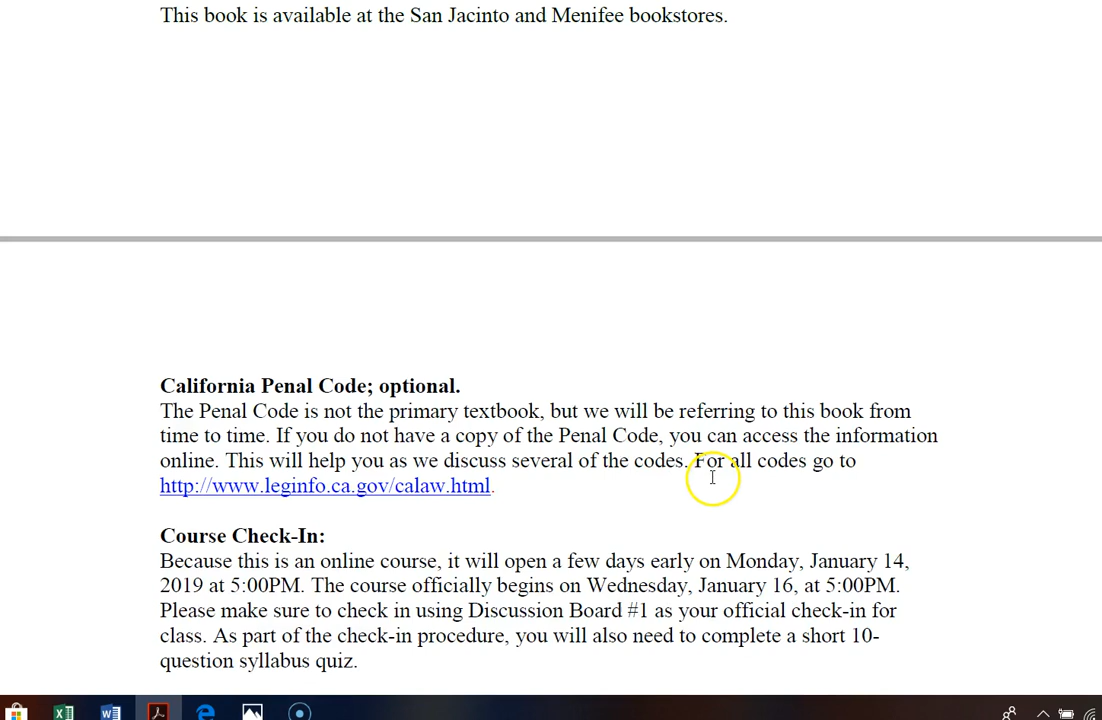 This book is available at the San Jacinto and Menifee bookstores.
California Penal Code; optional.
The Penal Code is not the primary textbook, but we will be referring to this book from
time to time. If you do not have a copy of the Penal Code, you can access the information
online. This will help you as we discuss several of the codes. For all codes go to
http://www.leginfo.ca.gov/calaw.html.
Course Check-In:
Because this is an online course, it will open a few days early on Monday, January 14,
2019 at 5:00PM. The course officially begins on Wednesday, January 16, at 5:00PM.
Please make sure to check in using Discussion Board #1 as your official check-in for
class. As part of the check-in procedure, you will also need to complete a short 10-
question syllabus quiz.